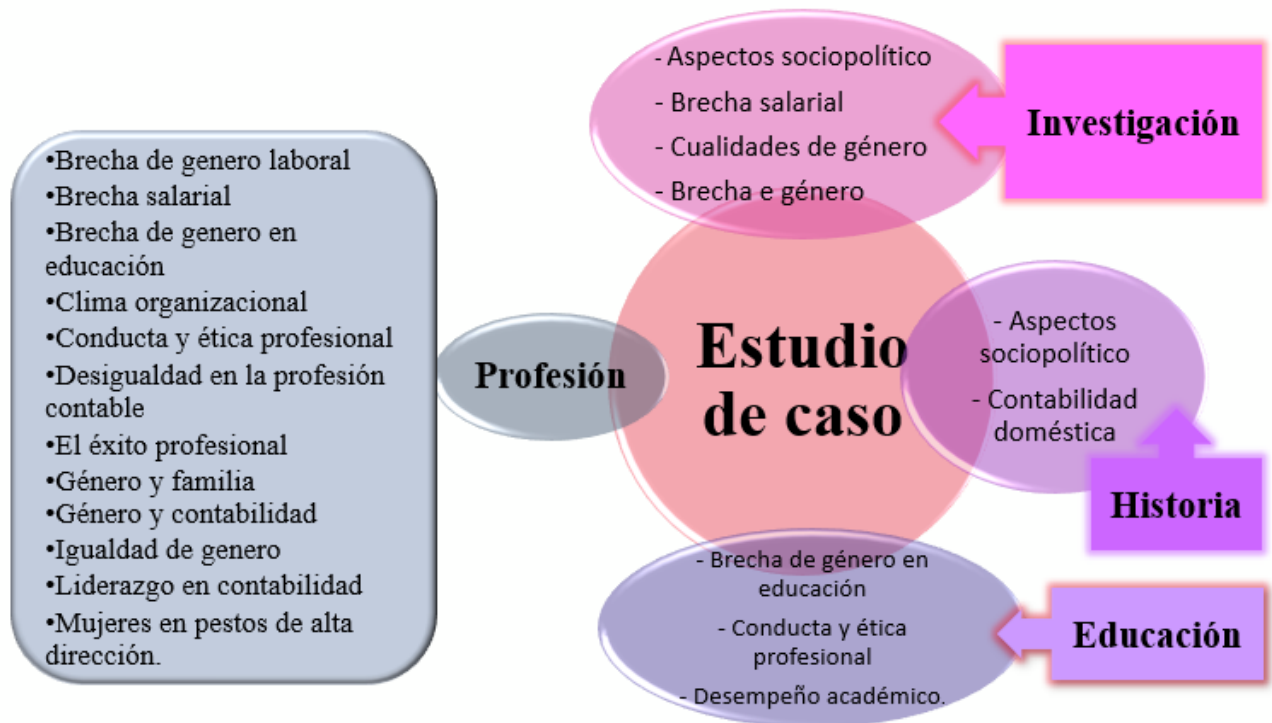 •Brecha de genero laboral
•Brecha salarial
•Brecha de genero en
educación
•Clima organizacional
•Conducta y ética profesional
•Desigualdad en la profesión
contable
•El éxito profesional
•Género y familia
•Género y contabilidad
•Igualdad de genero
•Liderazgo en contabilidad
•Mujeres en pestos de alta
dirección.
Profesión
Estudio
de caso
- Aspectos sociopolítico
- Brecha salarial
- Cualidades de género
- Brecha e género
Investigación
- Aspectos
sociopolítico
- Contabilidad
doméstica
Historia
- Brecha de género en
educación
- Conducta y ética
profesional
- Desempeño académico.
Educación